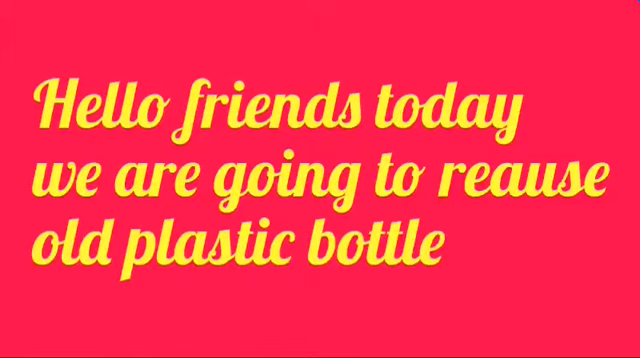 Hello friends today
we are going to reause
old plastic bottle